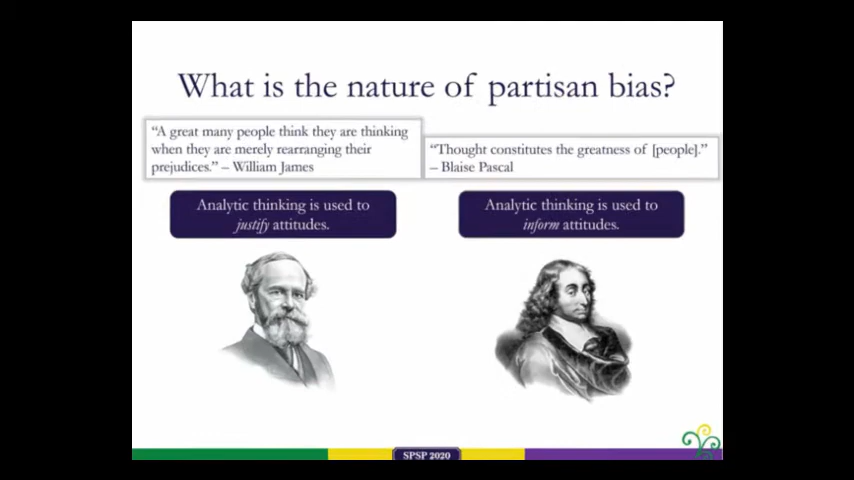 What is the nature of partisan bias?
“A great many people think they are thinking
when they are merely rearranging their
prejudices.” – William James
“Thought constitutes the greatness of [people].”
– Blaise Pascal
Analytic thinking is used to
justify attitudes.
Analytic thinking is used to
inform attitudes.
SPSP 2020